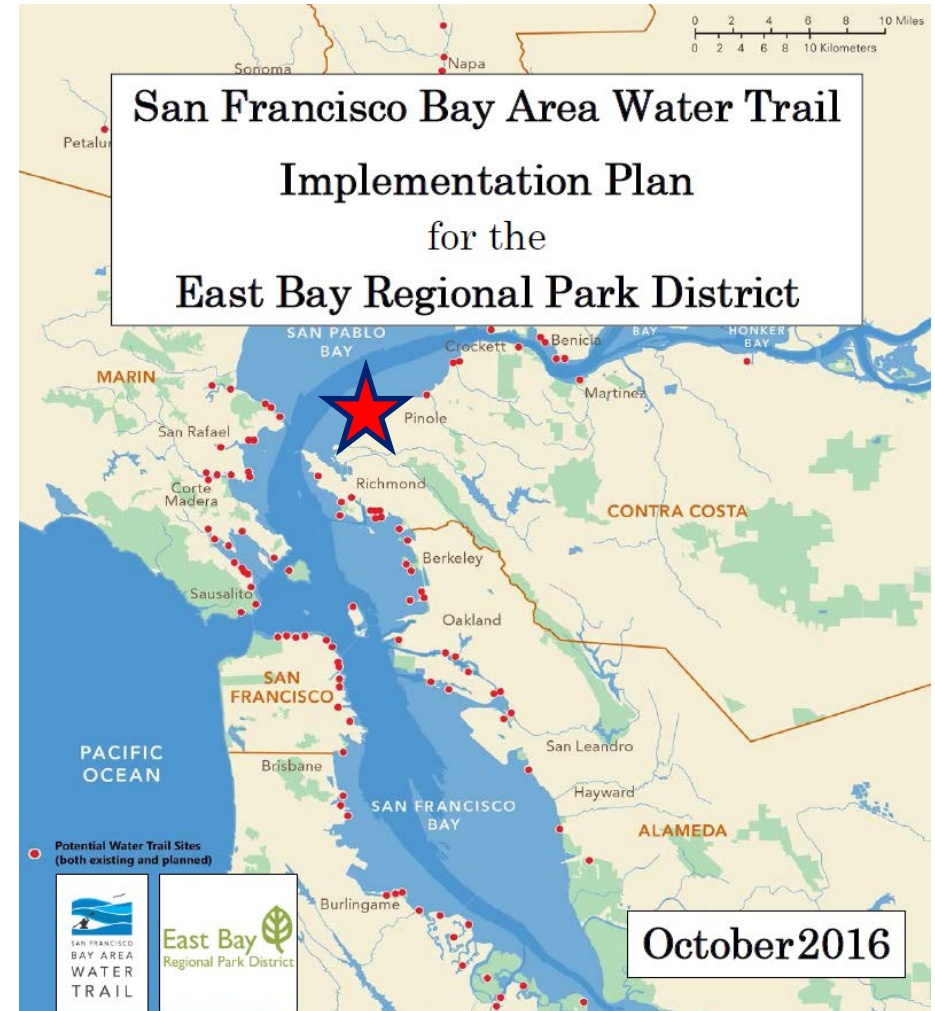 0 2 4 6 8 10 Miles
0 2 4 6 8 10 Kilometers
Sonoma
Napa
San Francisco Bay Area Water Trail
Petalu
Implementation Plan
for the
East Bay Regional Park District
SAN PABLO
BAY
Crockett
Benicia
BAY
HONKER
BAY
MARIN
Martinez
Pinole
San Rafael
Richmond
Corte
Madera
CONTRA COSTA
Berkeley
Sausalito
Oakland
SAN
FRANCISCO
San Leandro
PACIFIC
OCEAN
Brisbane
Hayward
SAN FRANCISCO
BAY
ALAMEDA
Potential Water Trail Sites
(both existing and planned)
Burlingame
SAN FRANCISCO
BAY AREA
WATER
TRAIL
East Bay
Regional Park District
October 2016